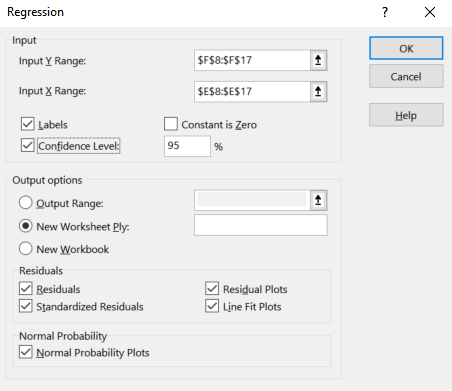 Regression ? ×
Input
Input Y Range: $F$8:$F$17
Input X Range: $E$8:$E$17
Labels Constant is Zero
Confidence Level: 95 %
OK
Cancel
Help
Output options
Output Range:
New Worksheet Ply:
New Workbook
Residuals
Residuals Residual Plots
Standardized Residuals Line Fit Plots
Normal Probability
Normal Probability Plots